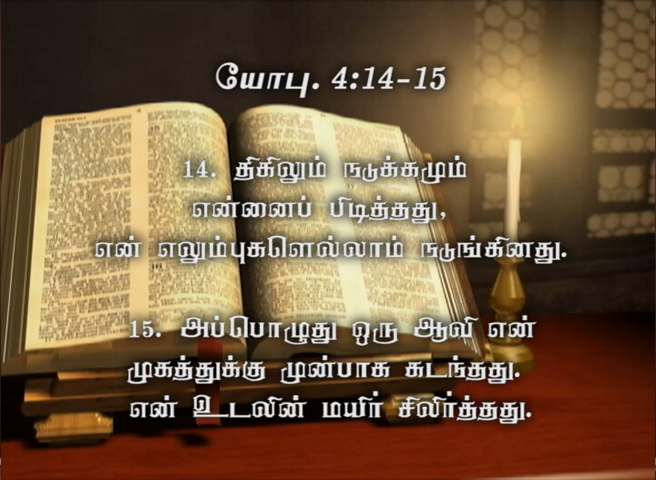 யோபு. 4:14-15
14. திகிலும் நடுக்கமும்
என்னைப் பிடித்தது,
என் எலும்புகளெல்லாம் நடுங்கினது.
15. அப்பொழுது ஒரு ஆவி என்
முகத்துக்கு முன்பாக கடந்தது.
என் உடலின் மயிர் சிலிர்த்தது.